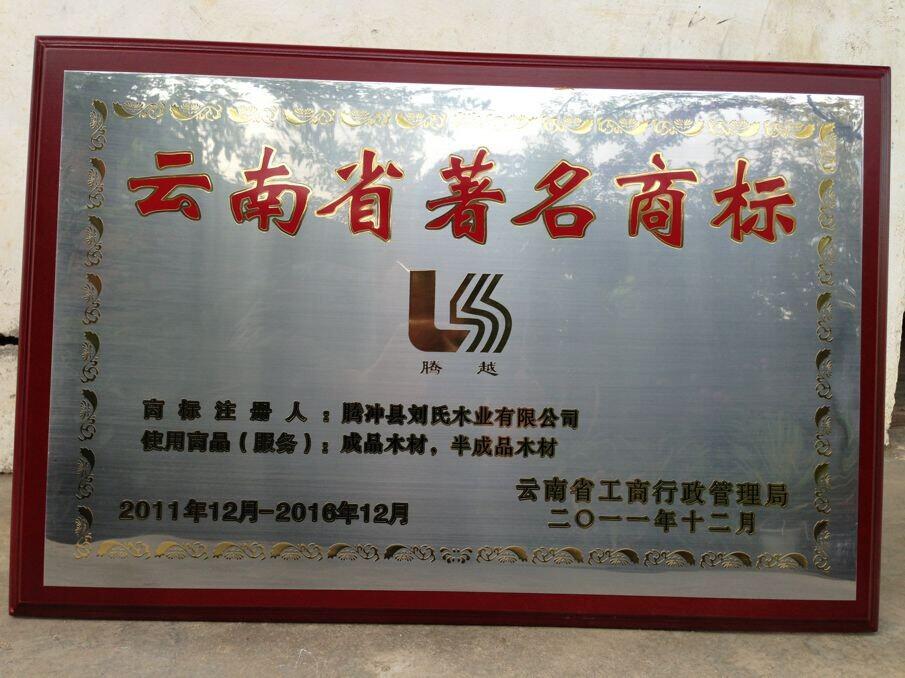 云南省著名商标
LS
腾越
商标注册人：腾冲县刘氏木业有限公司
使用商品（服务）：成品木材，半成品木材
云南省工商行政管理局
2011年12月-2016年12月
二〇一一年十二月